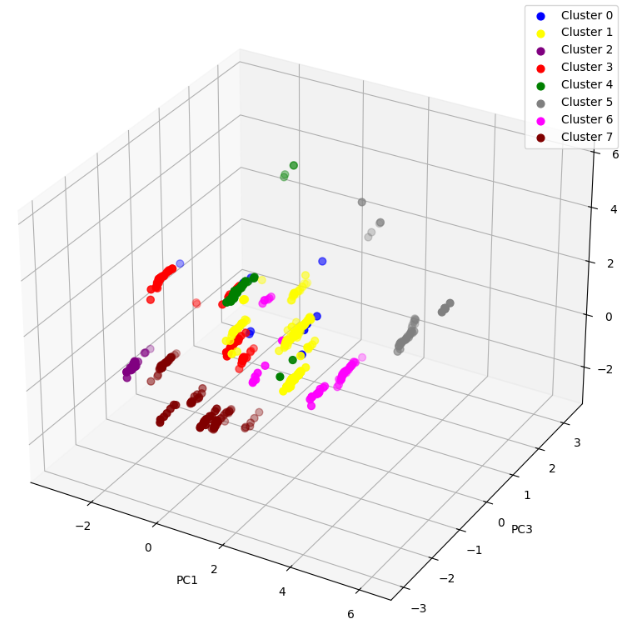 Cluster 0
Cluster 1
Cluster 2
Cluster 3
Cluster 4
Cluster 5
Cluster 6
Cluster 7
6
4
2
0
−2
3
2
1
0
−1
−2
−3
PC3
−2
0
2
4
6
PC1